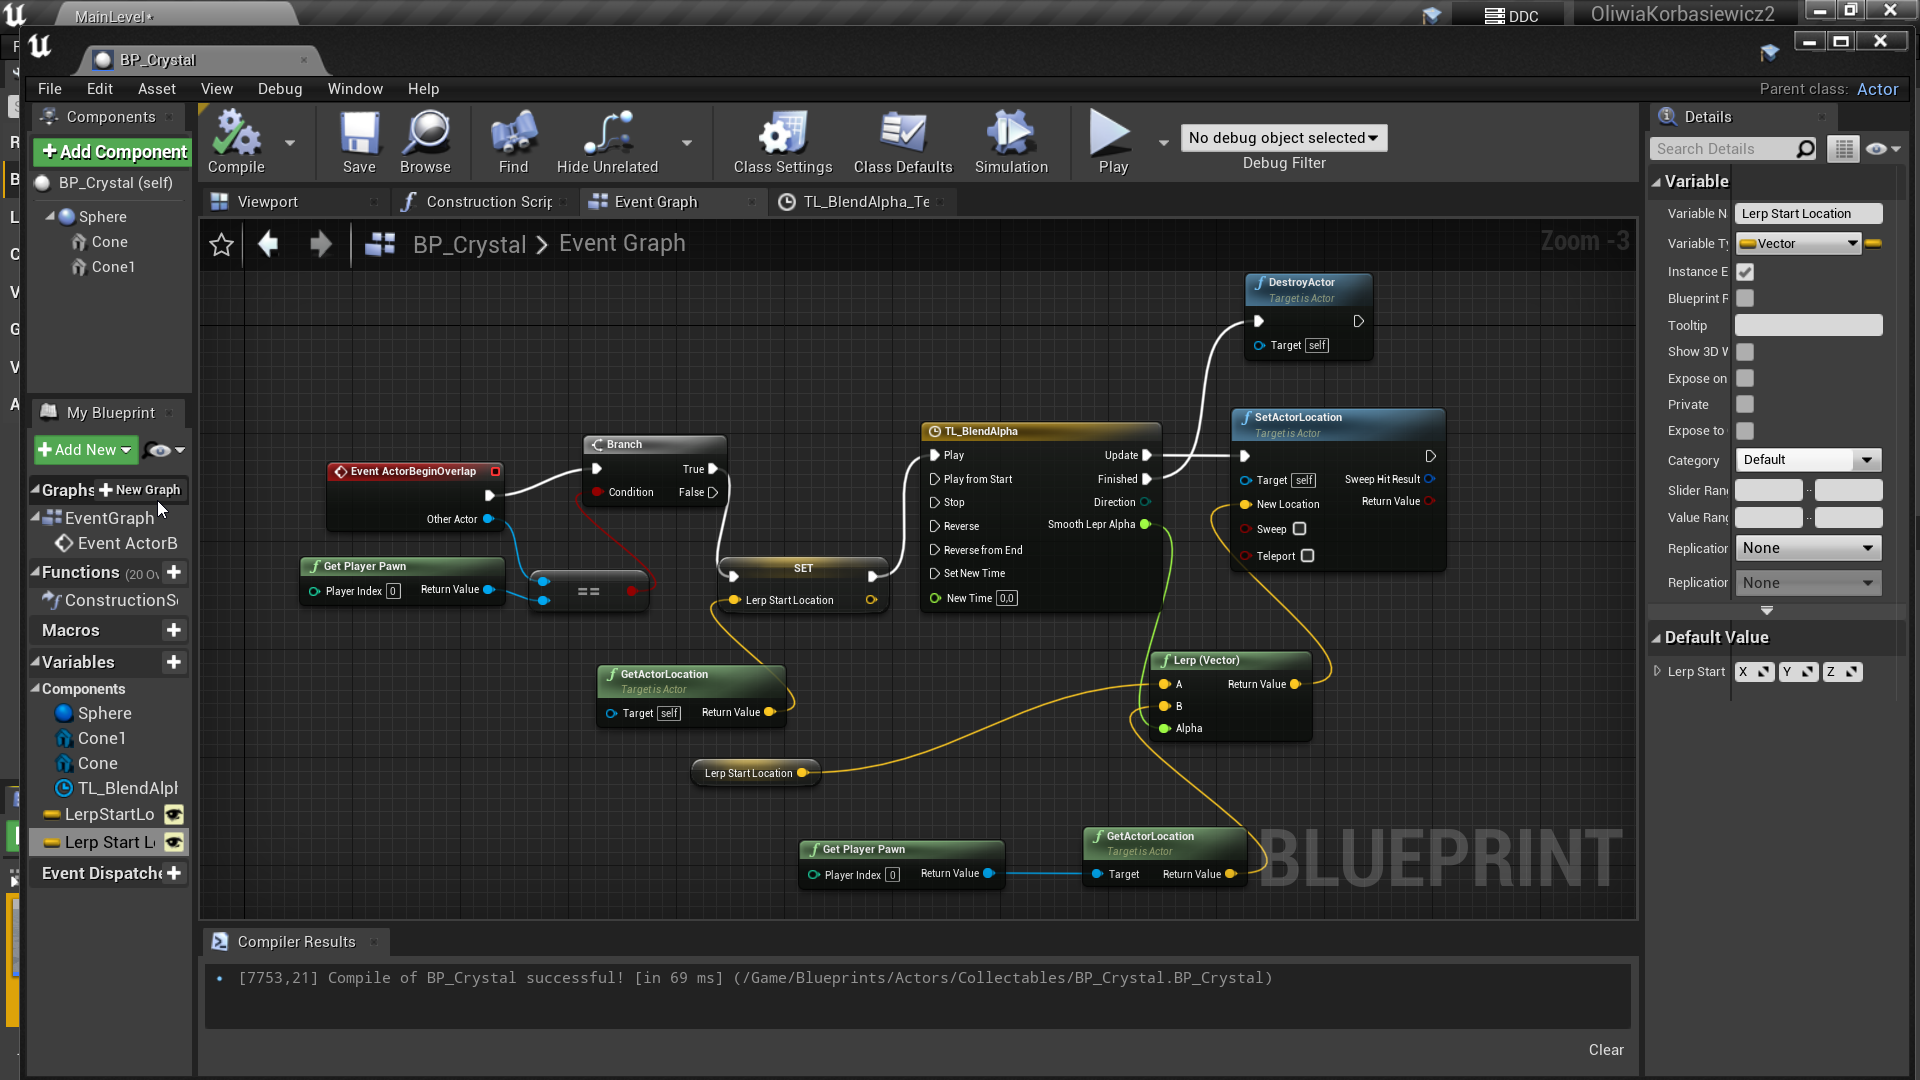 MainLevel*
DDC
OliwiaKorbasiewicz2
BP_Crystal
File Edit Asset View Debug Window Help
Parent class: Actor
Components
+Add Component
BP_Crystal (self)
Sphere
Cone
Cone1
Compile
Save
Browse
Find
Hide Unrelated
Class Settings
Class Defaults
Simulation
Play
No debug object selected
Debug Filter
Viewport
Construction Scrip
Event Graph
TL_BlendAlpha_Te
BP_Crystal > Event Graph
Zoom -3
My Blueprint
+Add New
Graphs
+New Graph
EventGraph
Event ActorB
Functions (20 Ov
ConstructionSc
Macros
Variables
Components
Sphere
Cone1
Cone
TL_BlendAlph
LerpStartLo
Lerp Start Lo
Event Dispatche
DestroyActor
Target is Actor
Target self
SetActorLocation
Target is Actor
Target self
Sweep Hit Result
New Location
Return Value
Sweep
Teleport
TL_BlendAlpha
Play
Update
Play from Start
Finished
Stop
Direction
Reverse
Smooth Lepr Alpha
Reverse from End
Set New Time
New Time 0,0
Branch
True
Condition
False
Event ActorBeginOverlap
Other Actor
Get Player Pawn
Player Index 0
Return Value
==
SET
Lerp Start Location
GetActorLocation
Target is Actor
Target self
Return Value
Lerp (Vector)
A
Return Value
B
Alpha
Lerp Start Location
Get Player Pawn
Player Index 0
Return Value
GetActorLocation
Target is Actor
Target
Return Value
BLUEPRINT
Compiler Results
[7753,21] Compile of BP_Crystal successful! [in 69 ms] (/Game/Blueprints/Actors/Collectables/BP_Crystal.BP_Crystal)
Clear
Details
Search Details
Variable
Variable N Lerp Start Location
Variable Ty Vector
Instance E
Blueprint R
Tooltip
Show 3D W
Expose on
Private
Expose to
Category Default
Slider Ran
Value Rang
Replication None
Replication None
Default Value
Lerp Start X Y Z